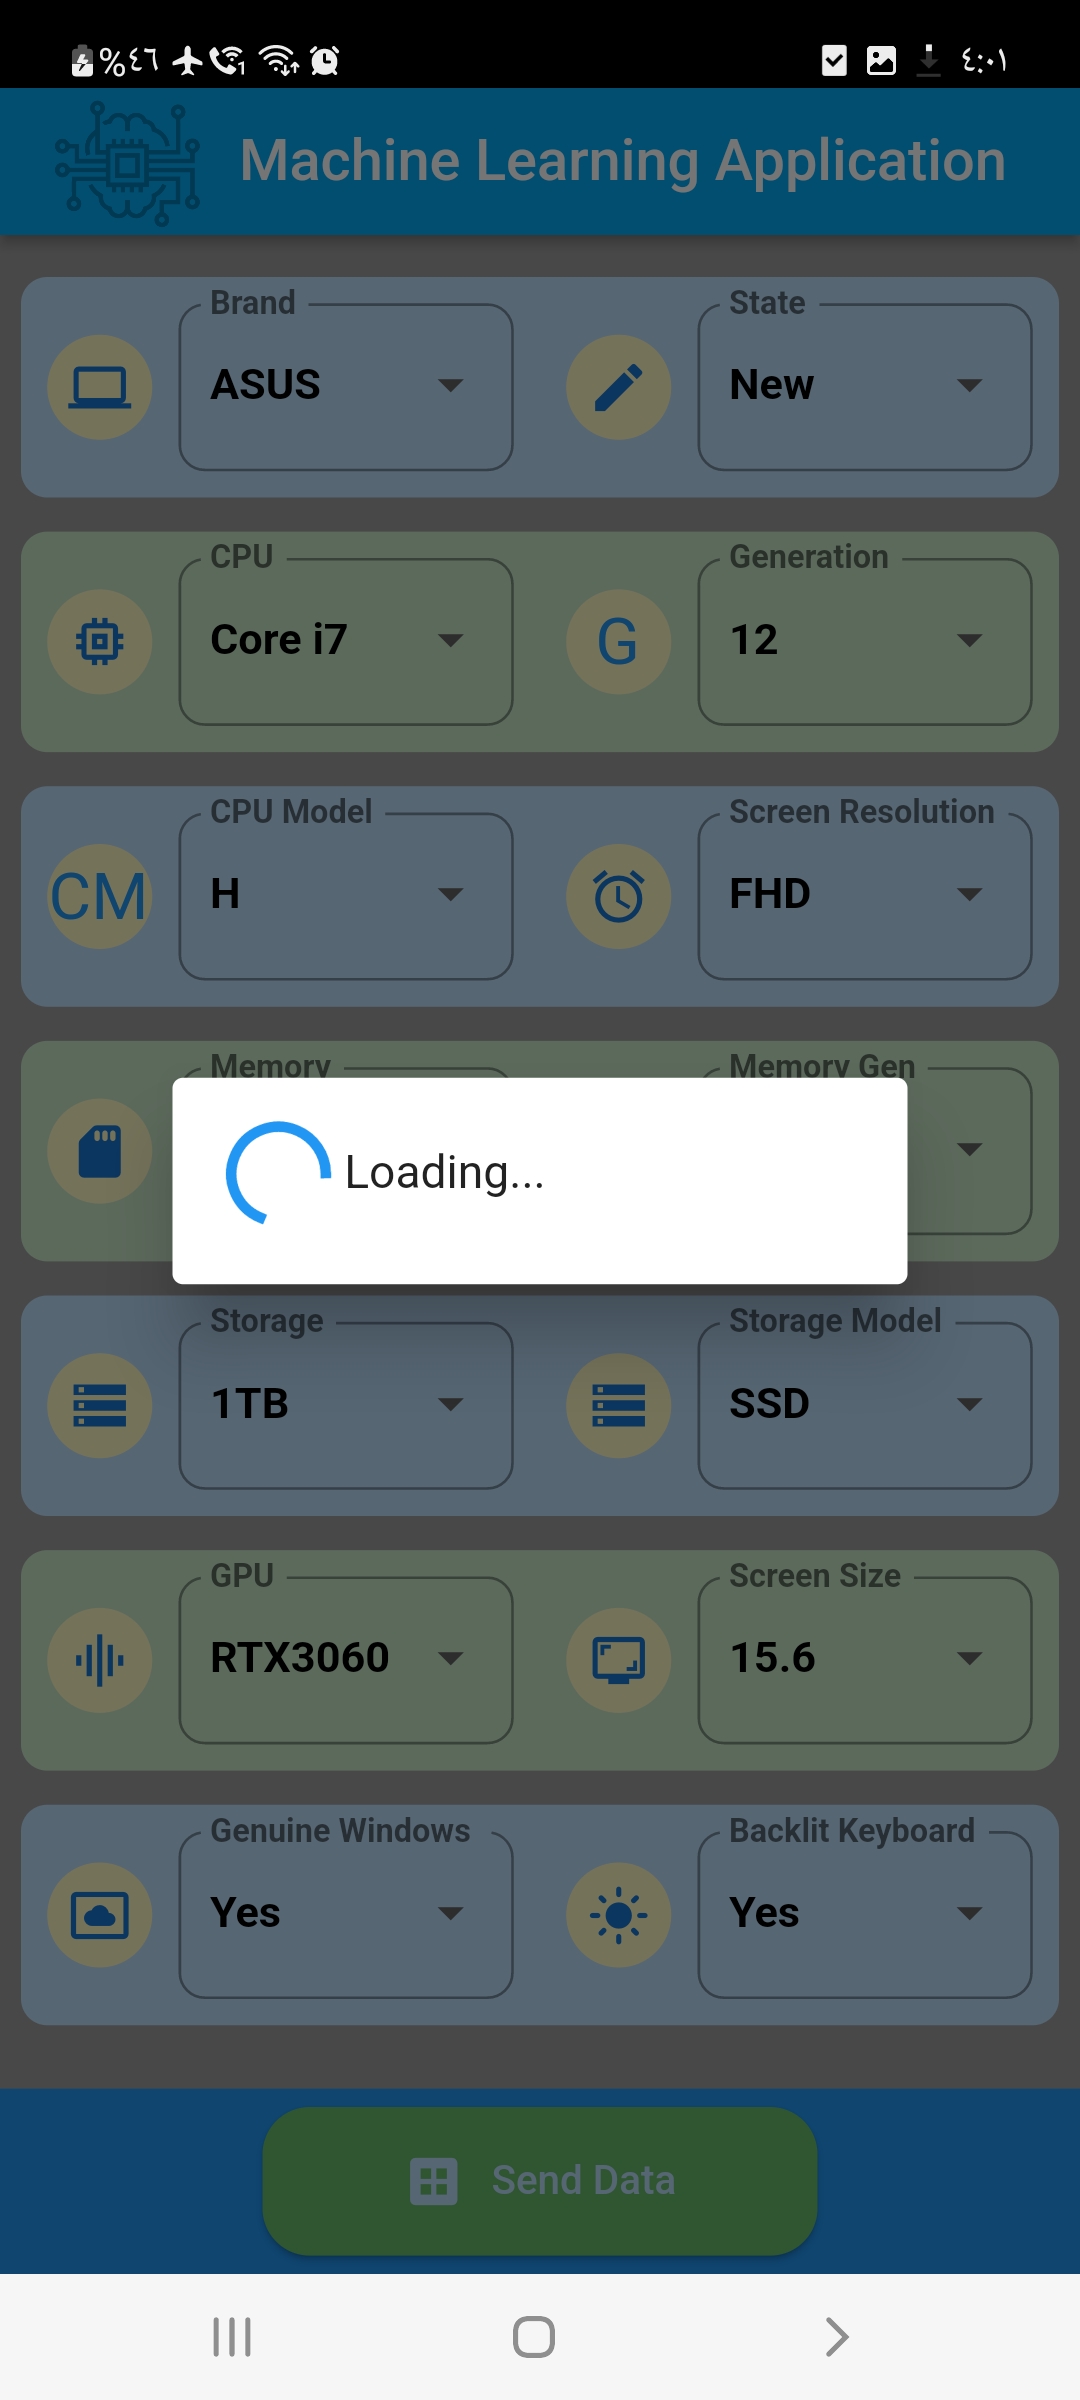 %٤٦ 1 ٤:٠١
Machine Learning Application
Brand State
ASUS New
CPU Generation
Core i7 G 12
CPU Model Screen Resolution
CM H FHD
Memory Memory Gen
Loading...
Storage Storage Model
1TB SSD
GPU Screen Size
RTX3060 15.6
Genuine Windows Backlit Keyboard
Yes Yes
Send Data